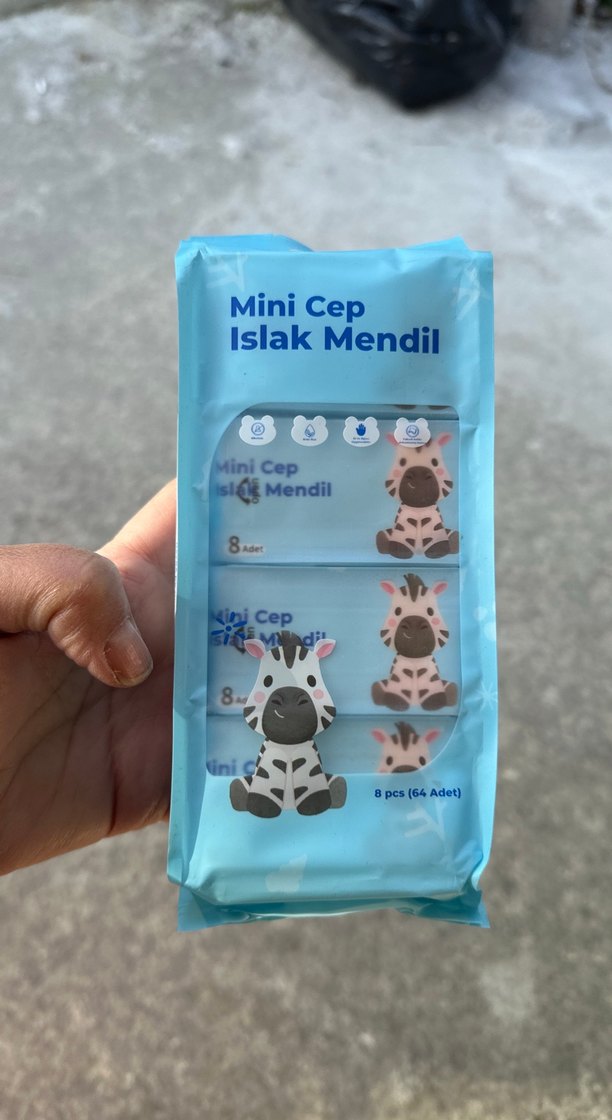 Mini Cep
Islak Mendil
Mini Cep
Islak Mendil
8 Adet
Mini Cep
8
8 pcs (64 Adet)